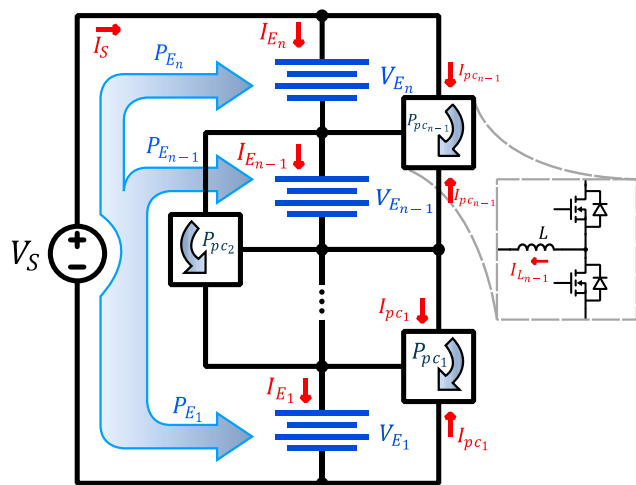 I_S
I_{E_n}
P_{E_n}
V_{E_n}
I_{pc_{n-1}}
P_{pc_{n-1}}
P_{E_{n-1}}
I_{E_{n-1}}
V_{E_{n-1}}
I_{pc_{n-1}}
V_S
P_{pc_2}
L
I_{L_{n-1}}
I_{pc_1}
P_{pc_1}
I_{E_1}
P_{E_1}
V_{E_1}
I_{pc_1}